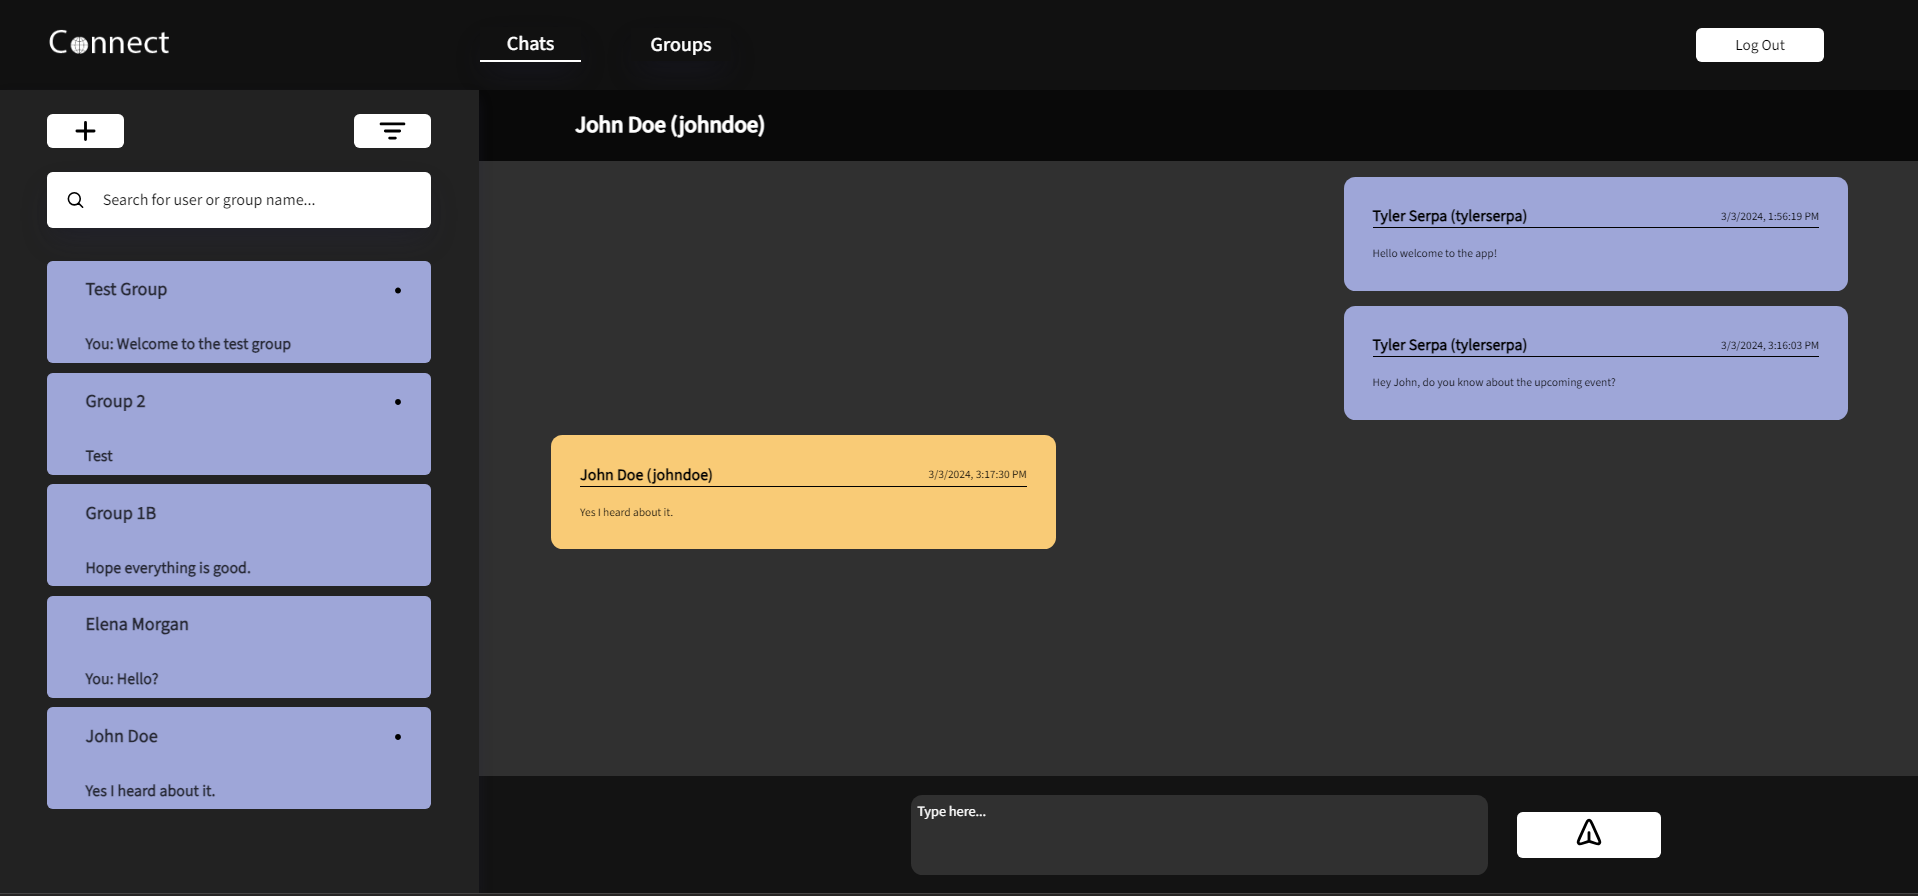 Connect
Chats
Groups
Log Out
John Doe (johndoe)
Search for user or group name...
Test Group
You: Welcome to the test group
Group 2
Test
Group 1B
Hope everything is good.
Elena Morgan
You: Hello?
John Doe
Yes I heard about it.
Tyler Serpa (tylerserpa) 3/3/2024, 1:56:19 PM
Hello welcome to the app!
Tyler Serpa (tylerserpa) 3/3/2024, 3:16:03 PM
Hey John, do you know about the upcoming event?
John Doe (johndoe) 3/3/2024, 3:17:30 PM
Yes I heard about it.
Type here...